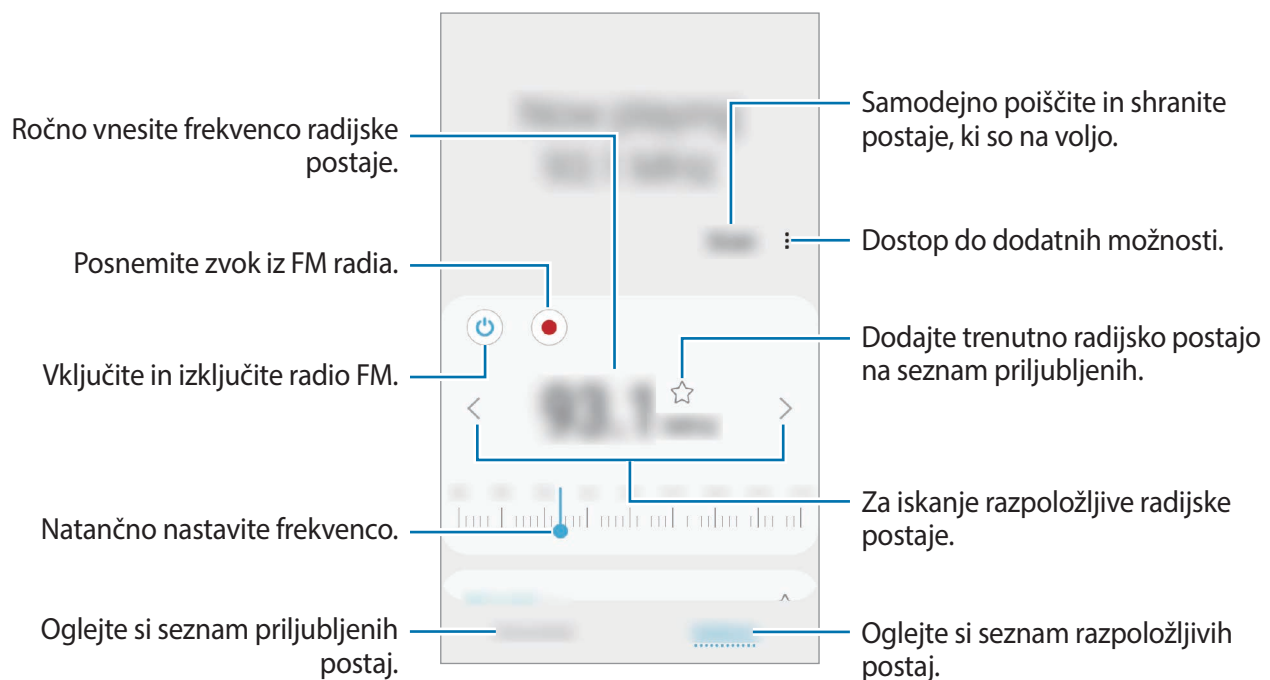 Ročno vnesite frekvenco radijske
postaje.
Posnemite zvok iz FM radia.
Vključite in izključite radio FM.
Natančno nastavite frekvenco.
Oglejte si seznam priljubljenih
postaj.
93.1
Samodejno poiščite in shranite
postaje, ki so na voljo.
Dostop do dodatnih možnosti.
Dodajte trenutno radijsko postajo
na seznam priljubljenih.
Za iskanje razpoložljive radijske
postaje.
Oglejte si seznam razpoložljivih
postaj.